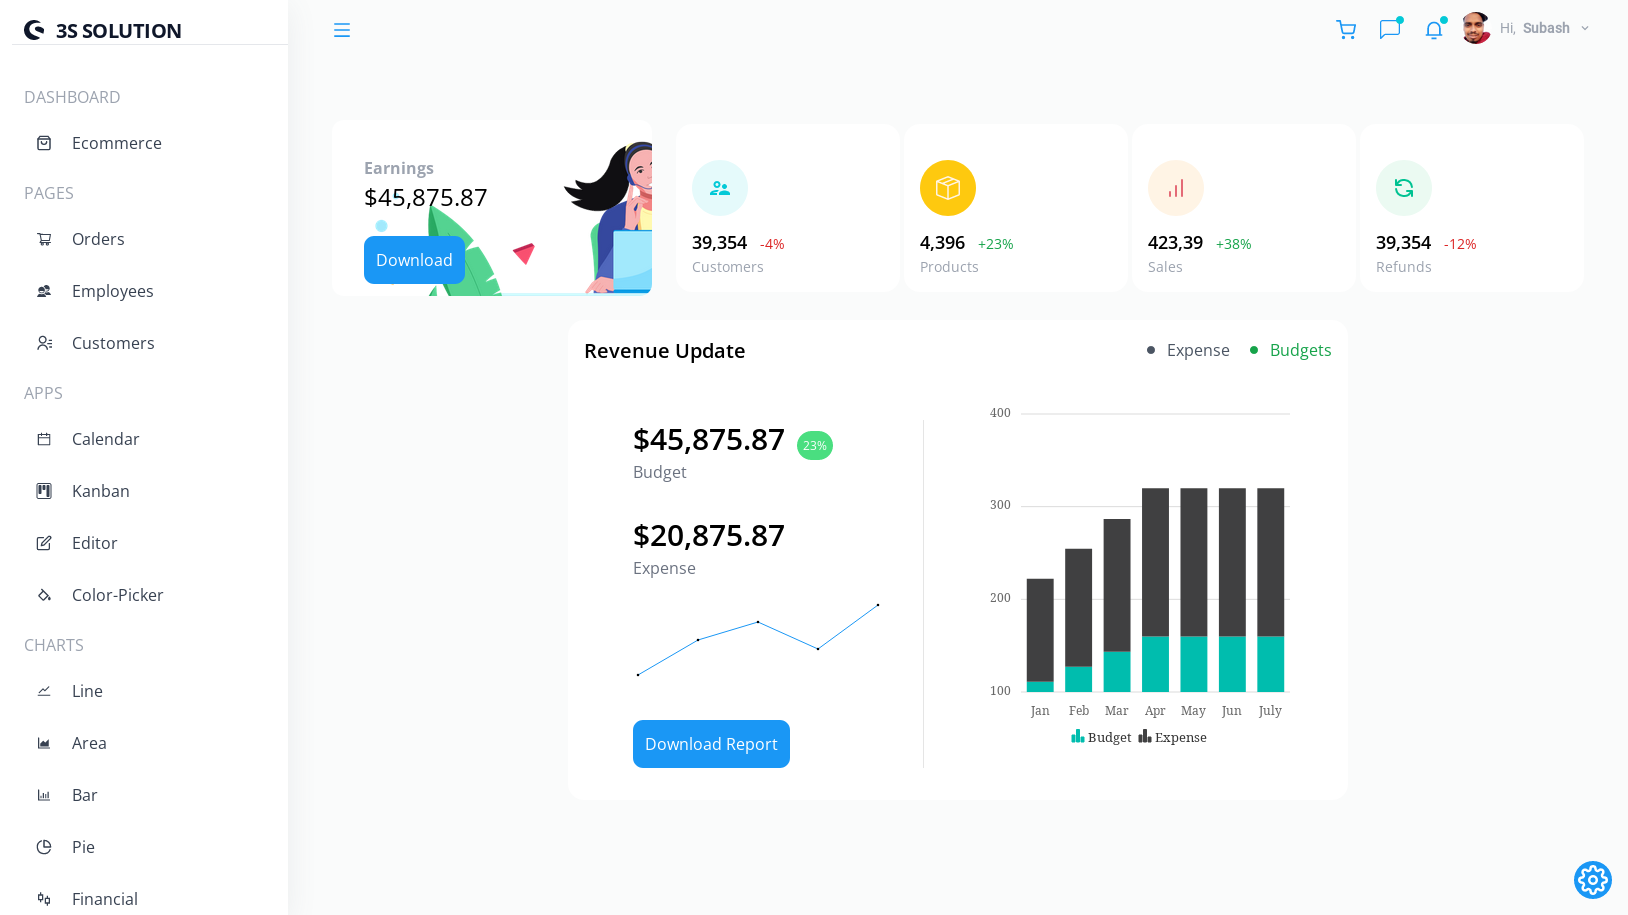 3S SOLUTION
Hi, Subash
DASHBOARD
Ecommerce
PAGES
Orders
Employees
Customers
APPS
Calendar
Kanban
Editor
Color-Picker
CHARTS
Line
Area
Bar
Pie
Financial
Earnings
$45,875.87
Download
39,354 -4%
Customers
4,396 +23%
Products
423,39 +38%
Sales
39,354 -12%
Refunds
Revenue Update
Expense
Budgets
$45,875.87 23%
Budget
$20,875.87
Expense
Download Report
400
300
200
100
Jan Feb Mar Apr May Jun July
Budget Expense